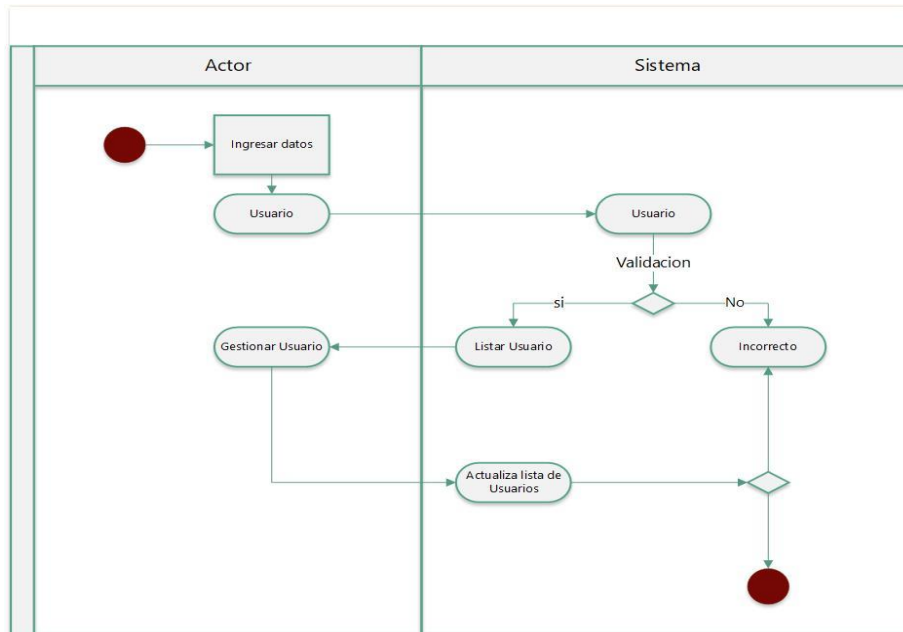 Actor
Sistema
Ingresar datos
Usuario
Usuario
Validacion
si
No
Gestionar Usuario
Listar Usuario
Incorrecto
Actualiza lista de
Usuarios